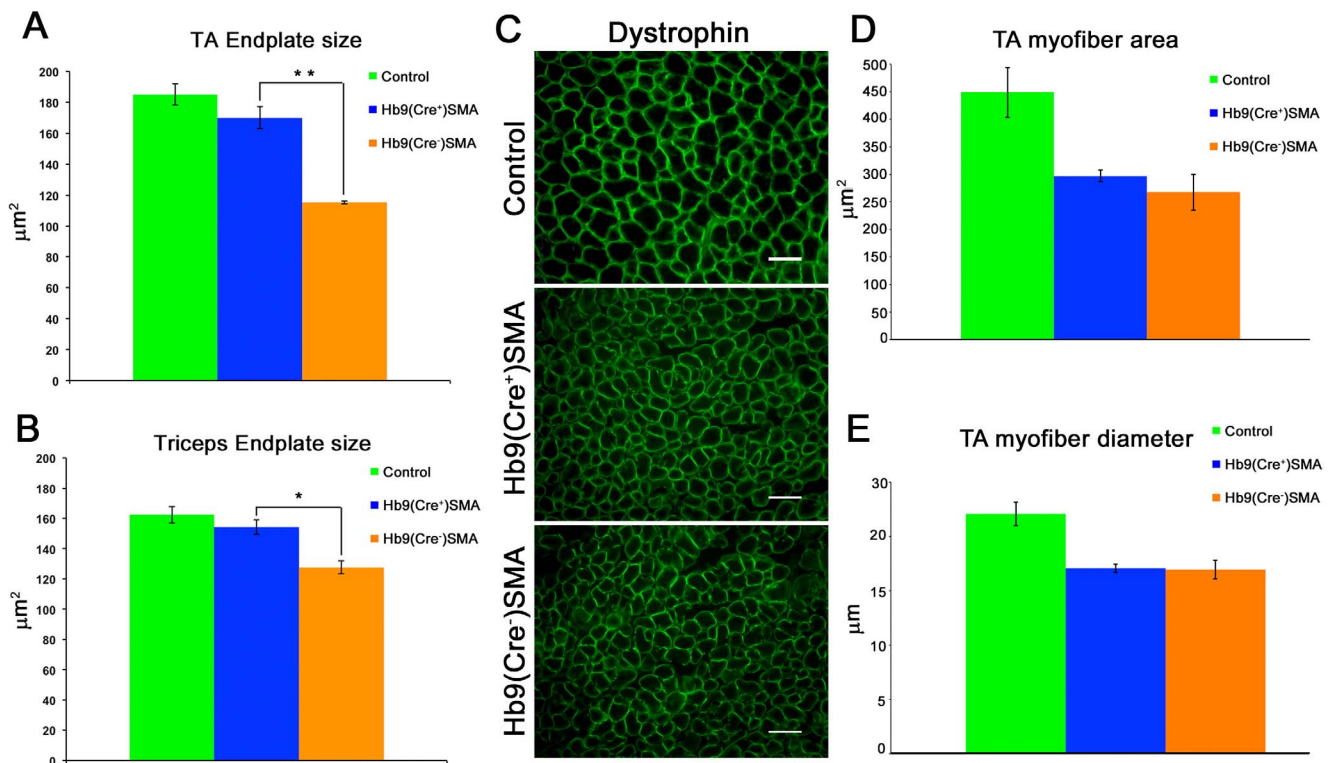 A
TA Endplate size
200
180
160
140
120
100
80
60
40
20
0
μm²
* *
Control
Hb9(Cre⁺)SMA
Hb9(Cre⁻)SMA
B
Triceps Endplate size
200
180
160
140
120
100
80
60
40
20
0
μm²
*
Control
Hb9(Cre⁺)SMA
Hb9(Cre⁻)SMA
C
Dystrophin
Control
Hb9(Cre⁺)SMA
Hb9(Cre⁻)SMA
D
TA myofiber area
500
450
400
350
300
250
200
150
100
50
0
μm²
Control
Hb9(Cre⁺)SMA
Hb9(Cre⁻)SMA
E
TA myofiber diameter
30
20
15
10
5
0
μm
Control
Hb9(Cre⁺)SMA
Hb9(Cre⁻)SMA